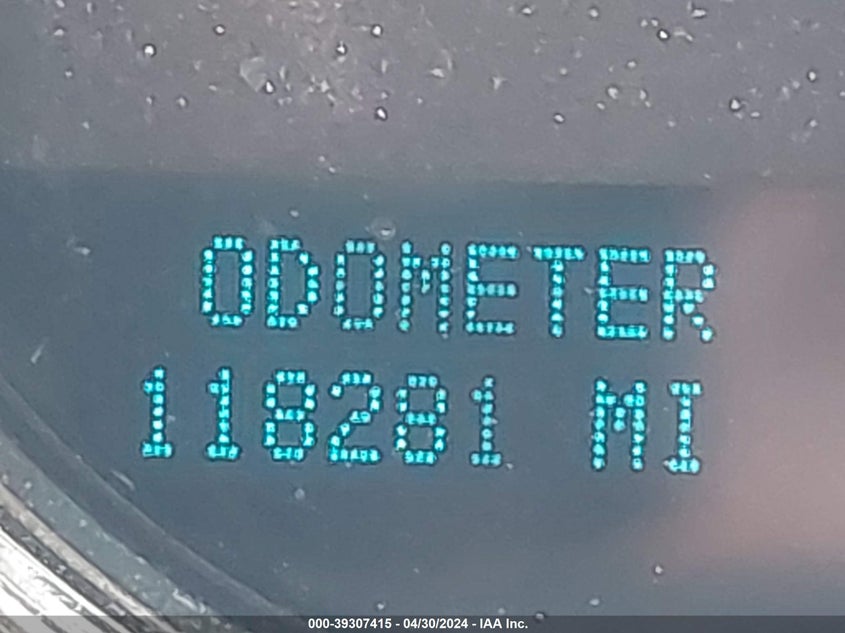 ODOMETER
118281 MI
000-39307415 - 04/30/2024 - IAA Inc.